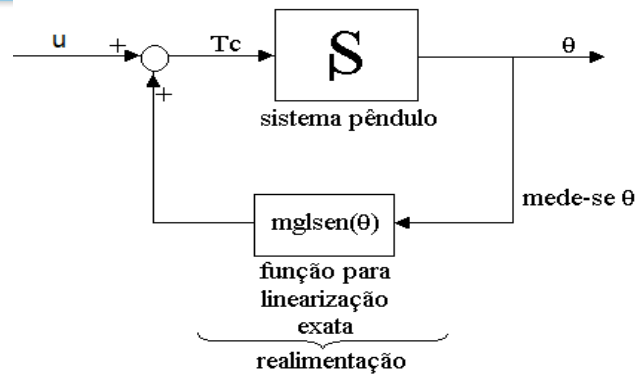 u
+
Tc
S
θ
+
sistema pêndulo
mede-se θ
mglsen(θ)
função para
linearização
exata
realimentação